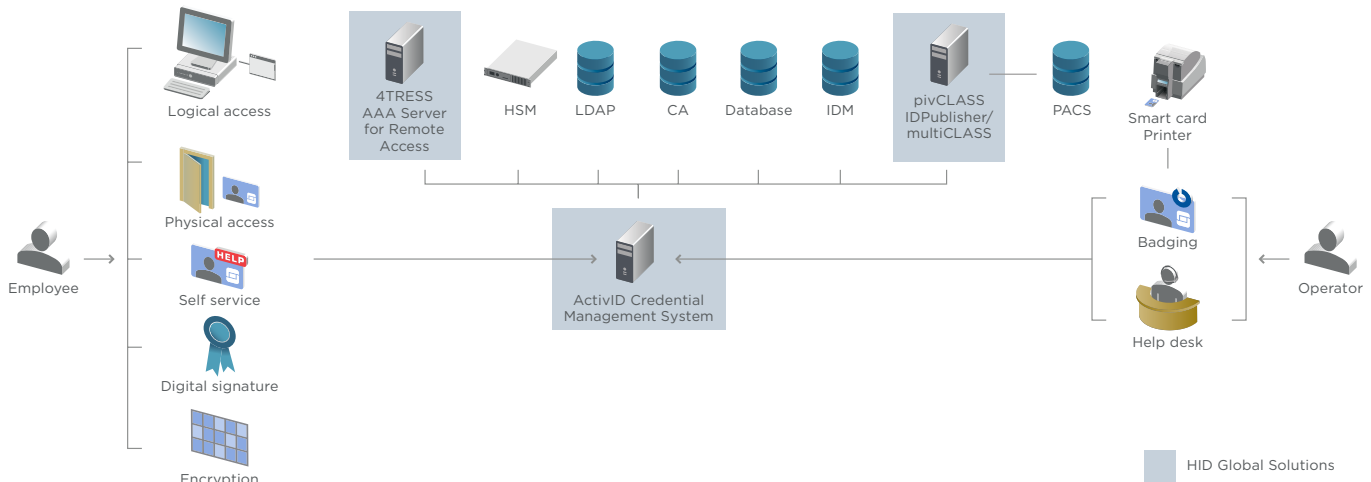 Logical access
Physical access
Employee
HELP
Self service
Digital signature
Encryption
4TRESS
AAA Server
for Remote
Access
HSM
LDAP
CA
Database
IDM
pivCLASS
IDPublisher/
multiCLASS
PACS
Smart card
Printer
ActivID Credential
Management System
Badging
Help desk
Operator
HID Global Solutions